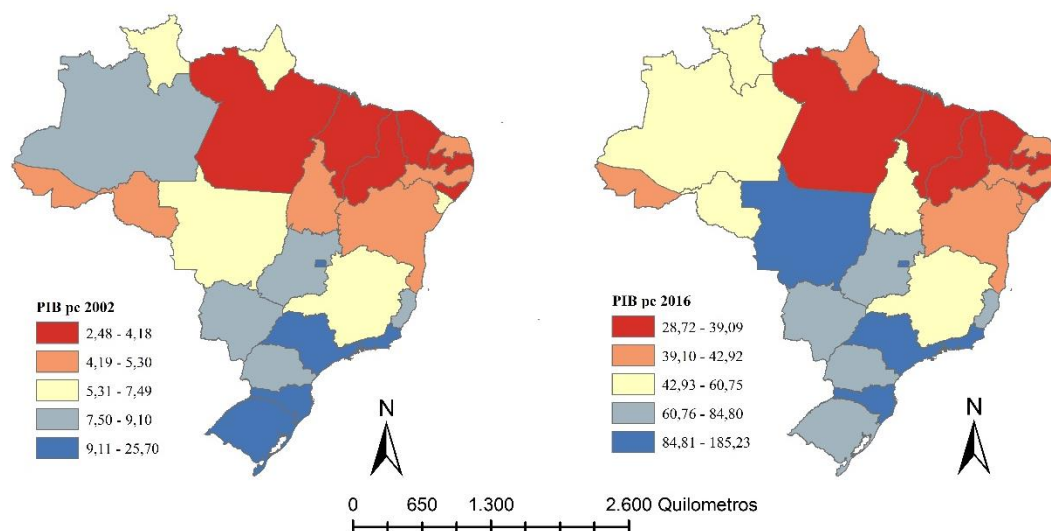 PIB pc 2002
2,48 - 4,18
4,19 - 5,30
5,31 - 7,49
7,50 - 9,10
9,11 - 25,70
N
PIB pc 2016
28,72 - 39,09
39,10 - 42,92
42,93 - 60,75
60,76 - 84,80
84,81 - 185,23
N
0 650 1.300 2.600 Quilometros